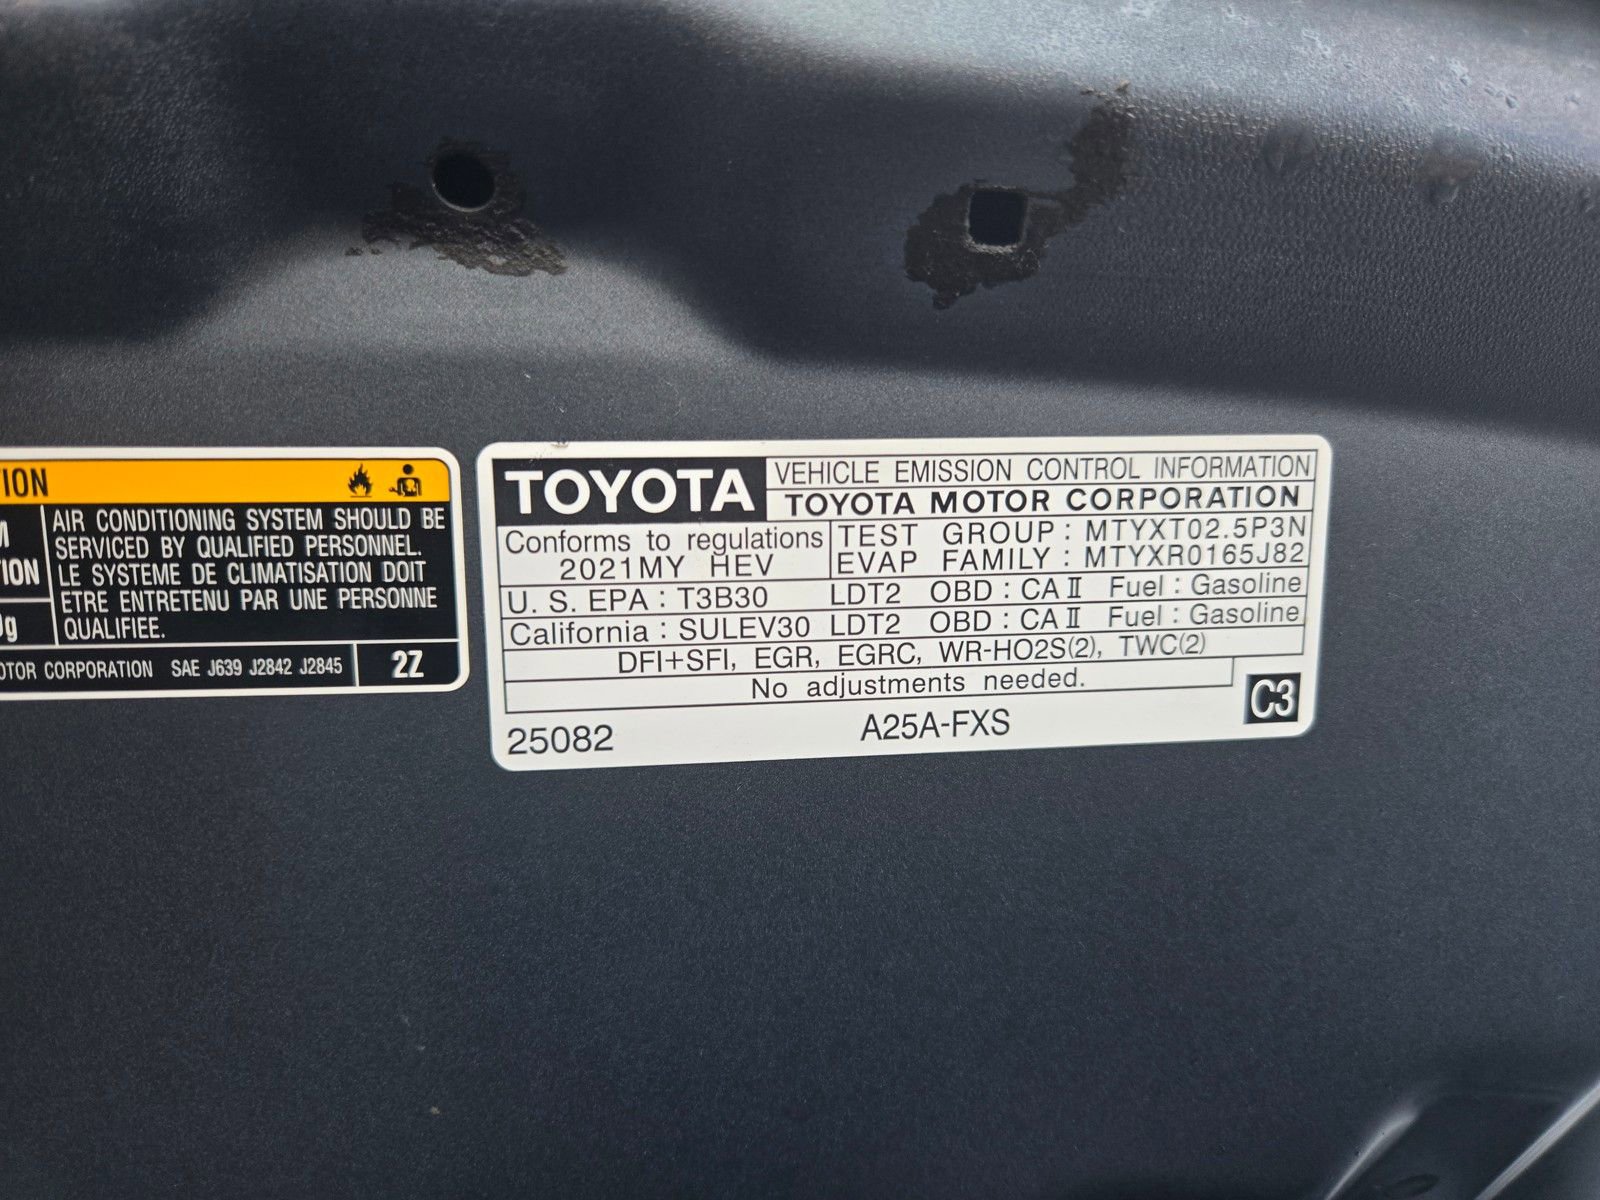 ION
AIR CONDITIONING SYSTEM SHOULD BE
SERVICED BY QUALIFIED PERSONNEL.
LE SYSTEME DE CLIMATISATION DOIT
ETRE ENTRETENU PAR UNE PERSONNE
QUALIFIEE.
M
ION
g
OTOR CORPORATION SAE J639 J2842 J2845 2Z
TOYOTA
VEHICLE EMISSION CONTROL INFORMATION
TOYOTA MOTOR CORPORATION
Conforms to regulations
2021MY HEV
TEST GROUP : MTYXT02.5P3N
EVAP FAMILY : MTYXR0165J82
U. S. EPA : T3B30 LDT2 OBD : CA II Fuel : Gasoline
California : SULEV30 LDT2 OBD : CA II Fuel : Gasoline
DFI+SFI, EGR, EGRC, WR-HO2S(2), TWC(2)
No adjustments needed.
25082 A25A-FXS C3